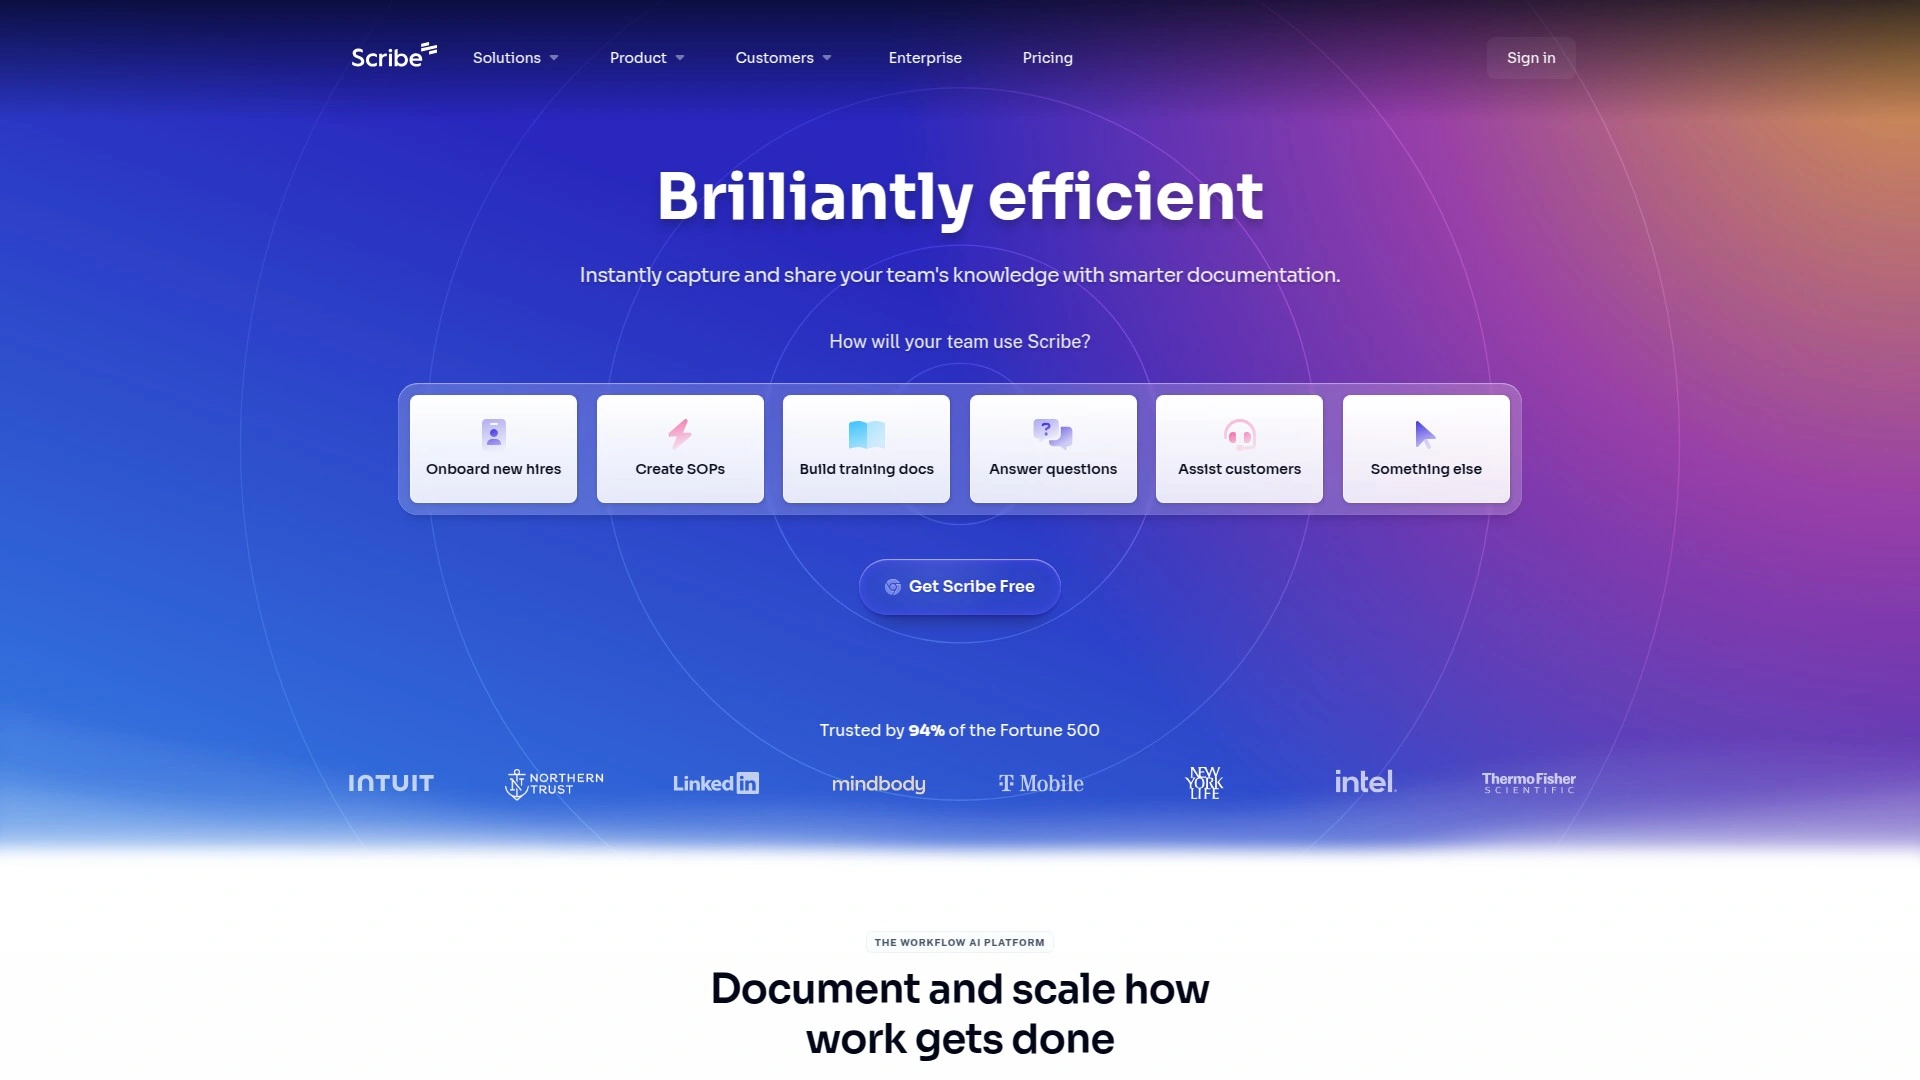 Scribe
Solutions
Product
Customers
Enterprise
Pricing
Sign in
Brilliantly efficient
Instantly capture and share your team's knowledge with smarter documentation.
How will your team use Scribe?
Onboard new hires
Create SOPs
Build training docs
Answer questions
Assist customers
Something else
Get Scribe Free
Trusted by 94% of the Fortune 500
INTUIT
NORTHERN
TRUST
Linked in
mindbody
T Mobile
NEW
YORK
LIFE
intel.
ThermoFisher
SCIENTIFIC
THE WORKFLOW AI PLATFORM
Document and scale how
work gets done